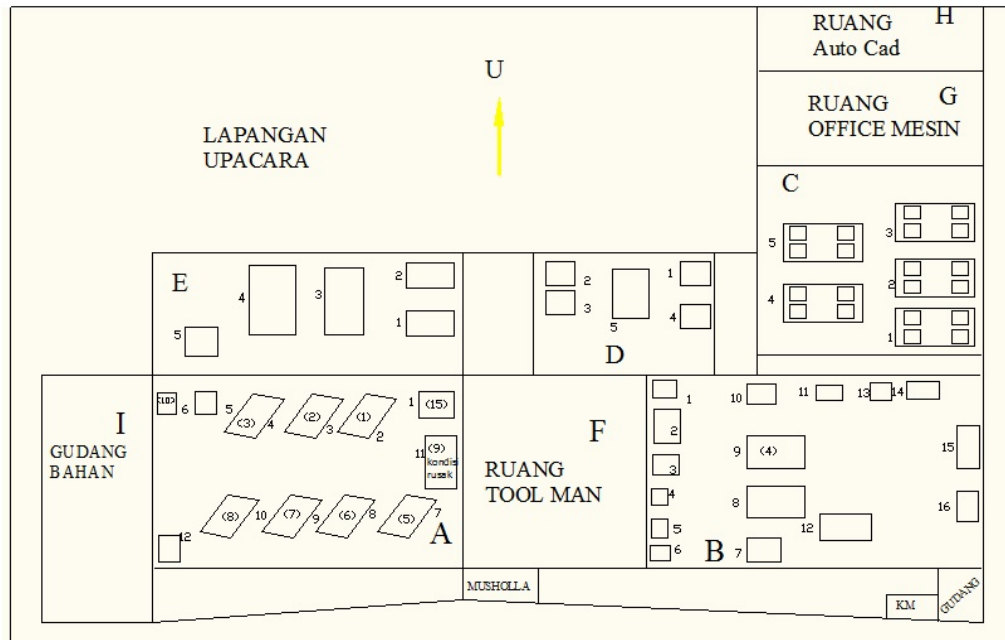 RUANG H
Auto Cad
U
RUANG G
OFFICE MESIN
LAPANGAN
UPACARA
C
3
5
2
4
1
E
4
3
2
1
5
2
3
5
1
4
D
I
GUDANG
BAHAN
6
5
(3)
4
(2)
3
(1)
2
1
(15)
11
(9)
kondisi
rusak
12
(8)
10
(7)
9
(6)
8
(5)
7
A
F
RUANG
TOOL MAN
1
2
3
4
5
6
10
11
13
14
9
(4)
8
12
7
15
16
B
MUSHOLLA
KM
GUDANG